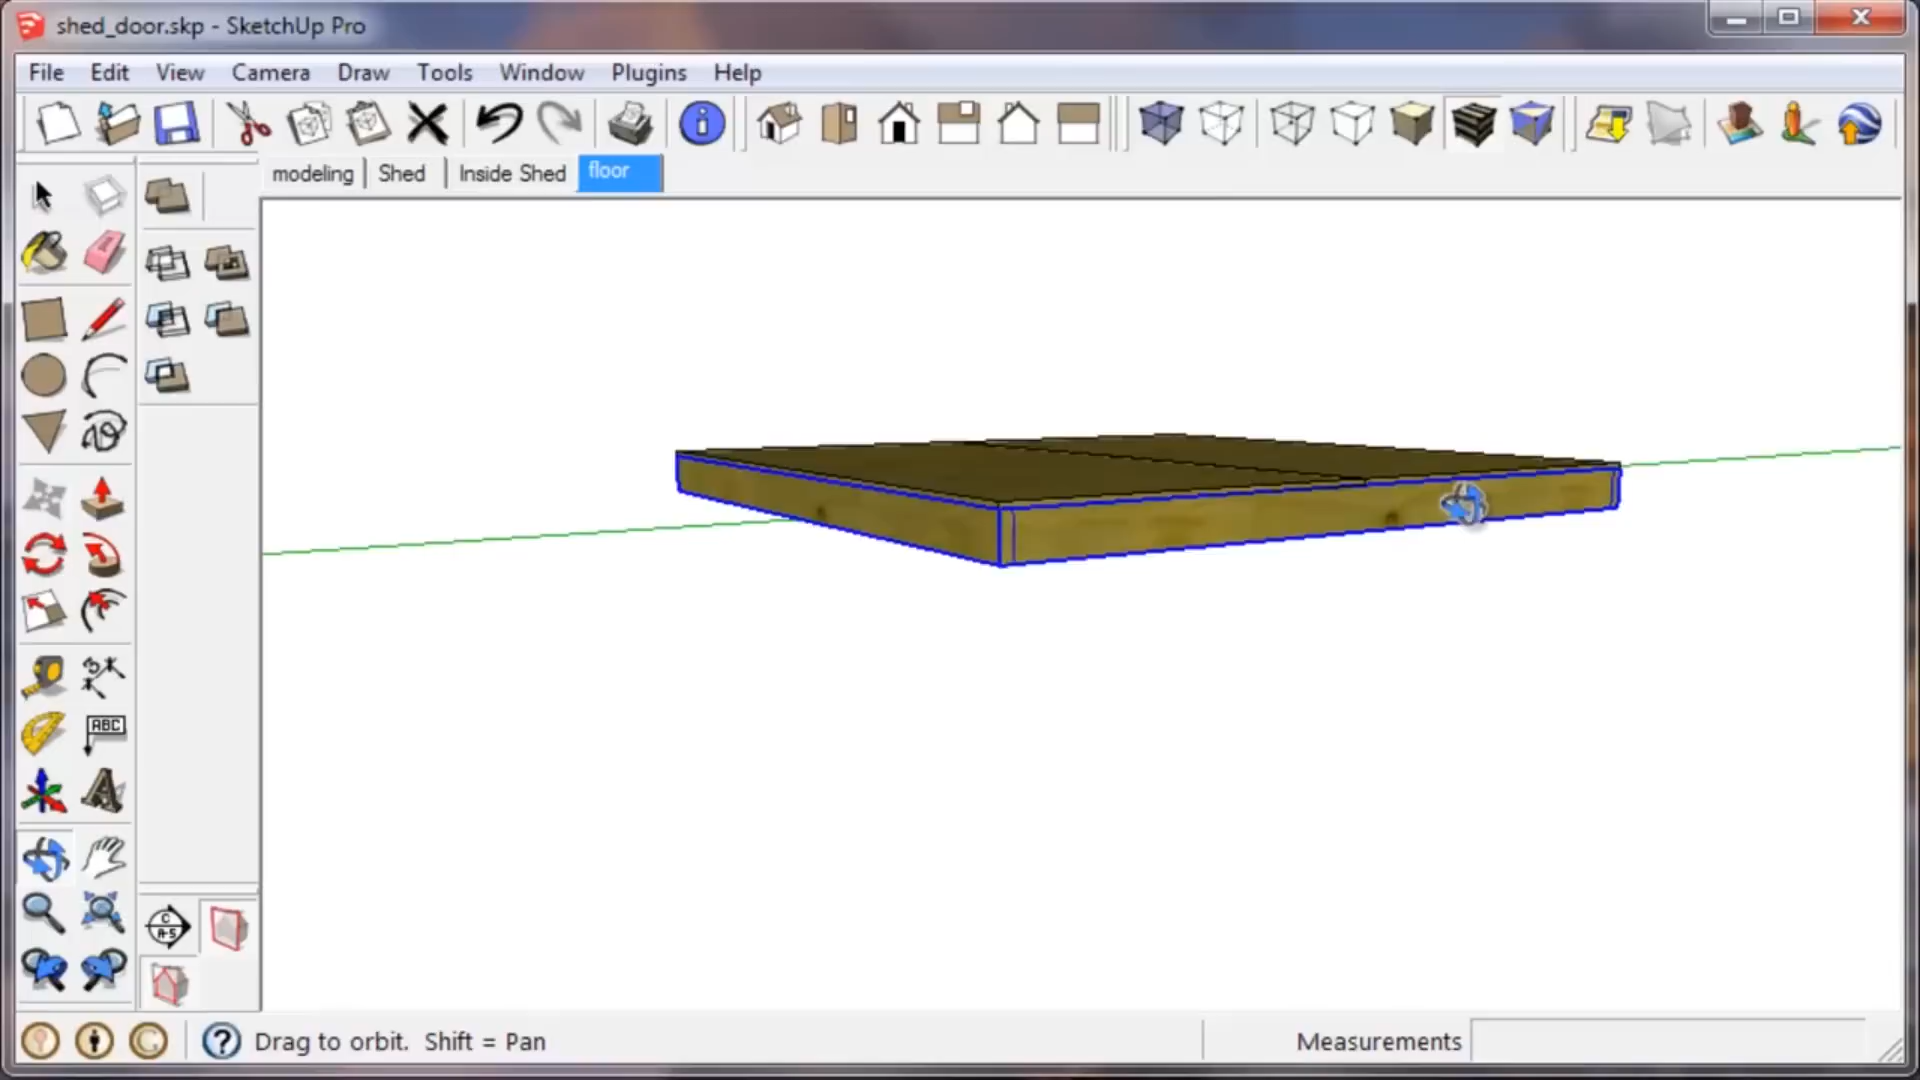 shed_door.skp - SketchUp Pro
File Edit View Camera Draw Tools Window Plugins Help
modeling Shed Inside Shed floor
ABC
A
C
A-S
Drag to orbit. Shift = Pan
Measurements